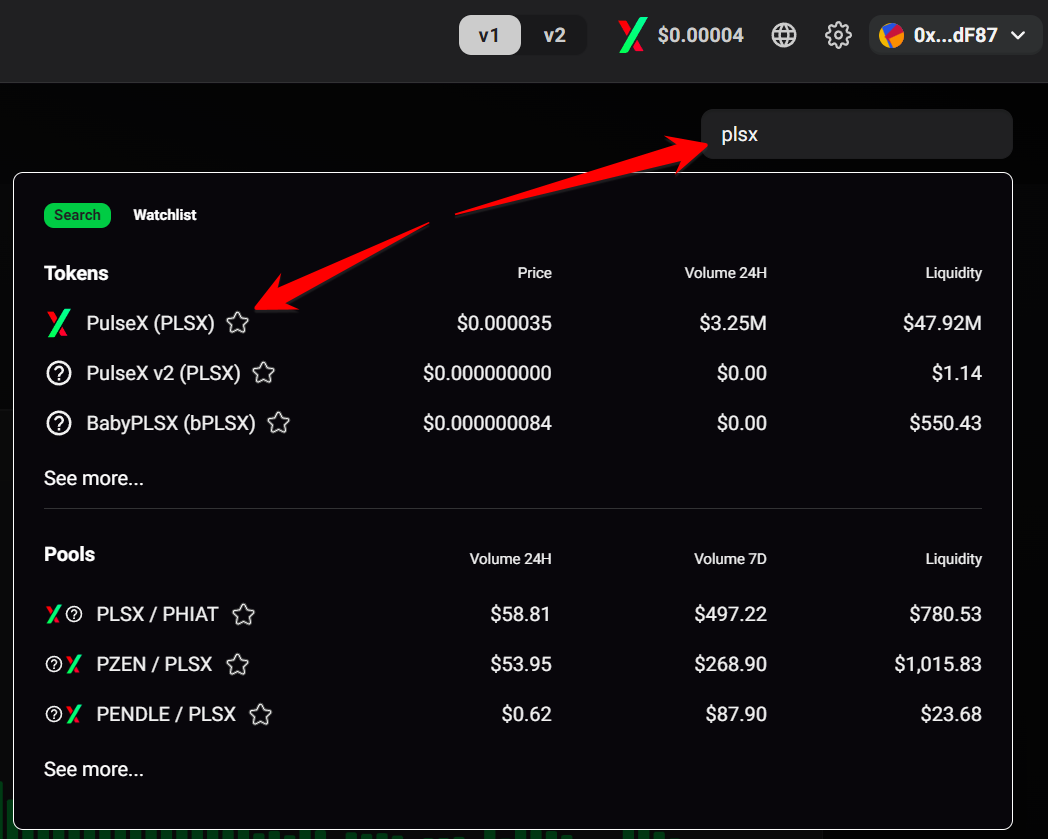 v1 v2 $0.00004 0x...dF87
plsx
Search Watchlist
Tokens Price Volume 24H Liquidity
PulseX (PLSX) $0.000035 $3.25M $47.92M
PulseX v2 (PLSX) $0.000000000 $0.00 $1.14
BabyPLSX (bPLSX) $0.000000084 $0.00 $550.43
See more...
Pools Volume 24H Volume 7D Liquidity
PLSX / PHIAT $58.81 $497.22 $780.53
PZEN / PLSX $53.95 $268.90 $1,015.83
PENDLE / PLSX $0.62 $87.90 $23.68
See more...